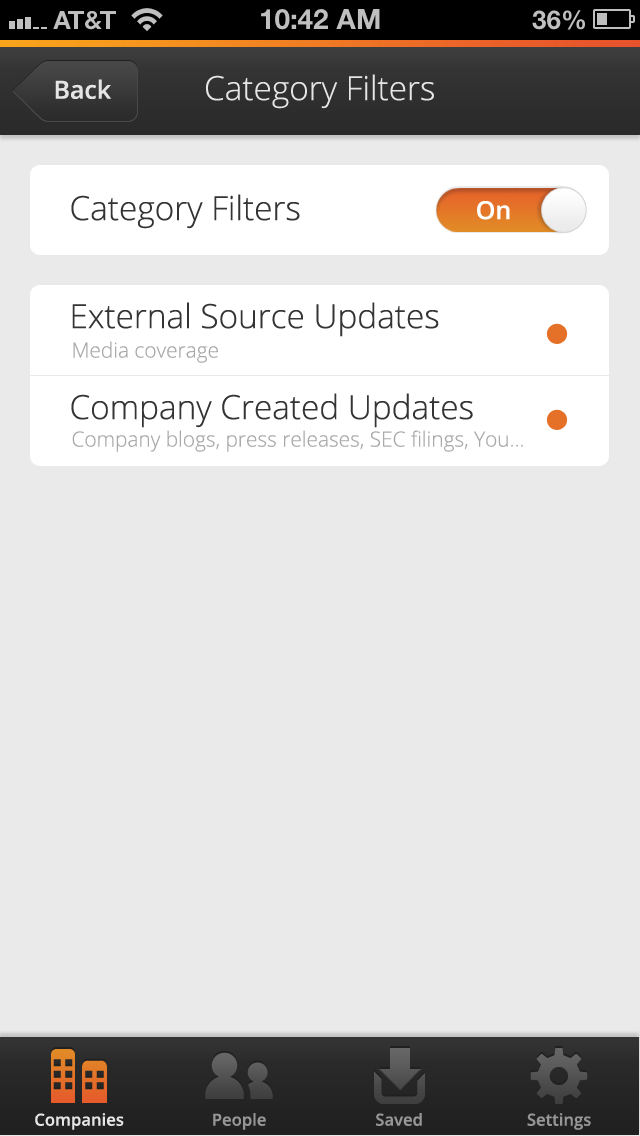 AT&T 10:42 AM 36%
Back Category Filters
Category Filters On
External Source Updates
Media coverage
Company Created Updates
Company blogs, press releases, SEC filings, You...
Companies People Saved Settings